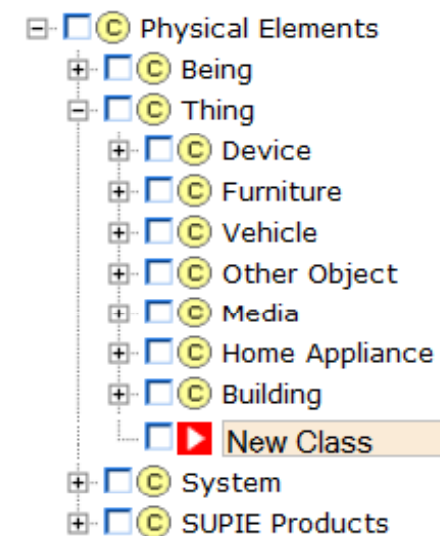 C Physical Elements
C Being
C Thing
C Device
C Furniture
C Vehicle
C Other Object
C Media
C Home Appliance
C Building
New Class
C System
C SUPIE Products